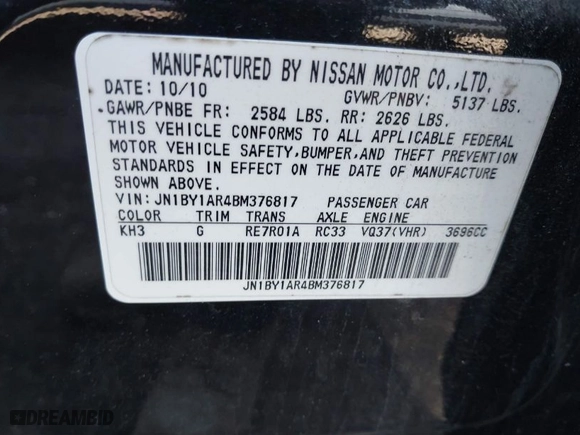 MANUFACTURED BY NISSAN MOTOR CO.,LTD.
DATE: 10/10 GVWR/PNBV: 5137 LBS.
GAWR/PNBE FR: 2584 LBS. RR: 2626 LBS.
THIS VEHICLE CONFORMS TO ALL APPLICABLE FEDERAL
MOTOR VEHICLE SAFETY,BUMPER,AND THEFT PREVENTION
STANDARDS IN EFFECT ON THE DATE OF MANUFACTURE
SHOWN ABOVE.
VIN: JN1BY1AR4BM376817 PASSENGER CAR
COLOR TRIM TRANS AXLE ENGINE
KH3 G RE7R01A RC33 VQ37(VHR) 3696CC
JN1BY1AR4BM376817
DREAMBID